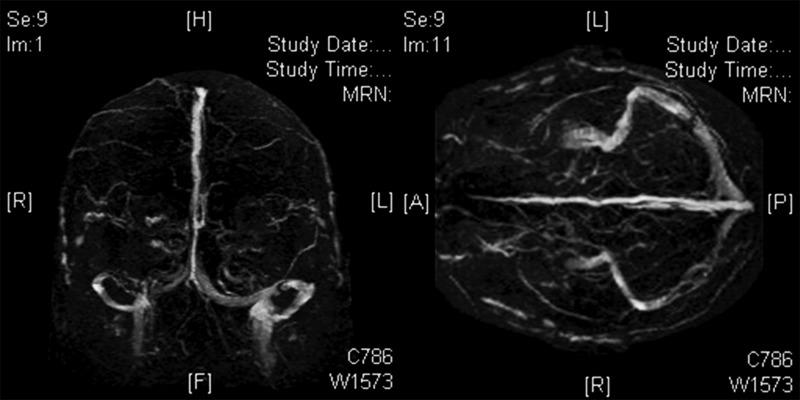 Se:9
Im:1
[H]
Study Date:...
Study Time:...
MRN:
[R]
[L]
C786
W1573
[F]
Se:9
Im:11
[L]
Study Date:...
Study Time:...
MRN:
[A]
[P]
C786
W1573
[R]